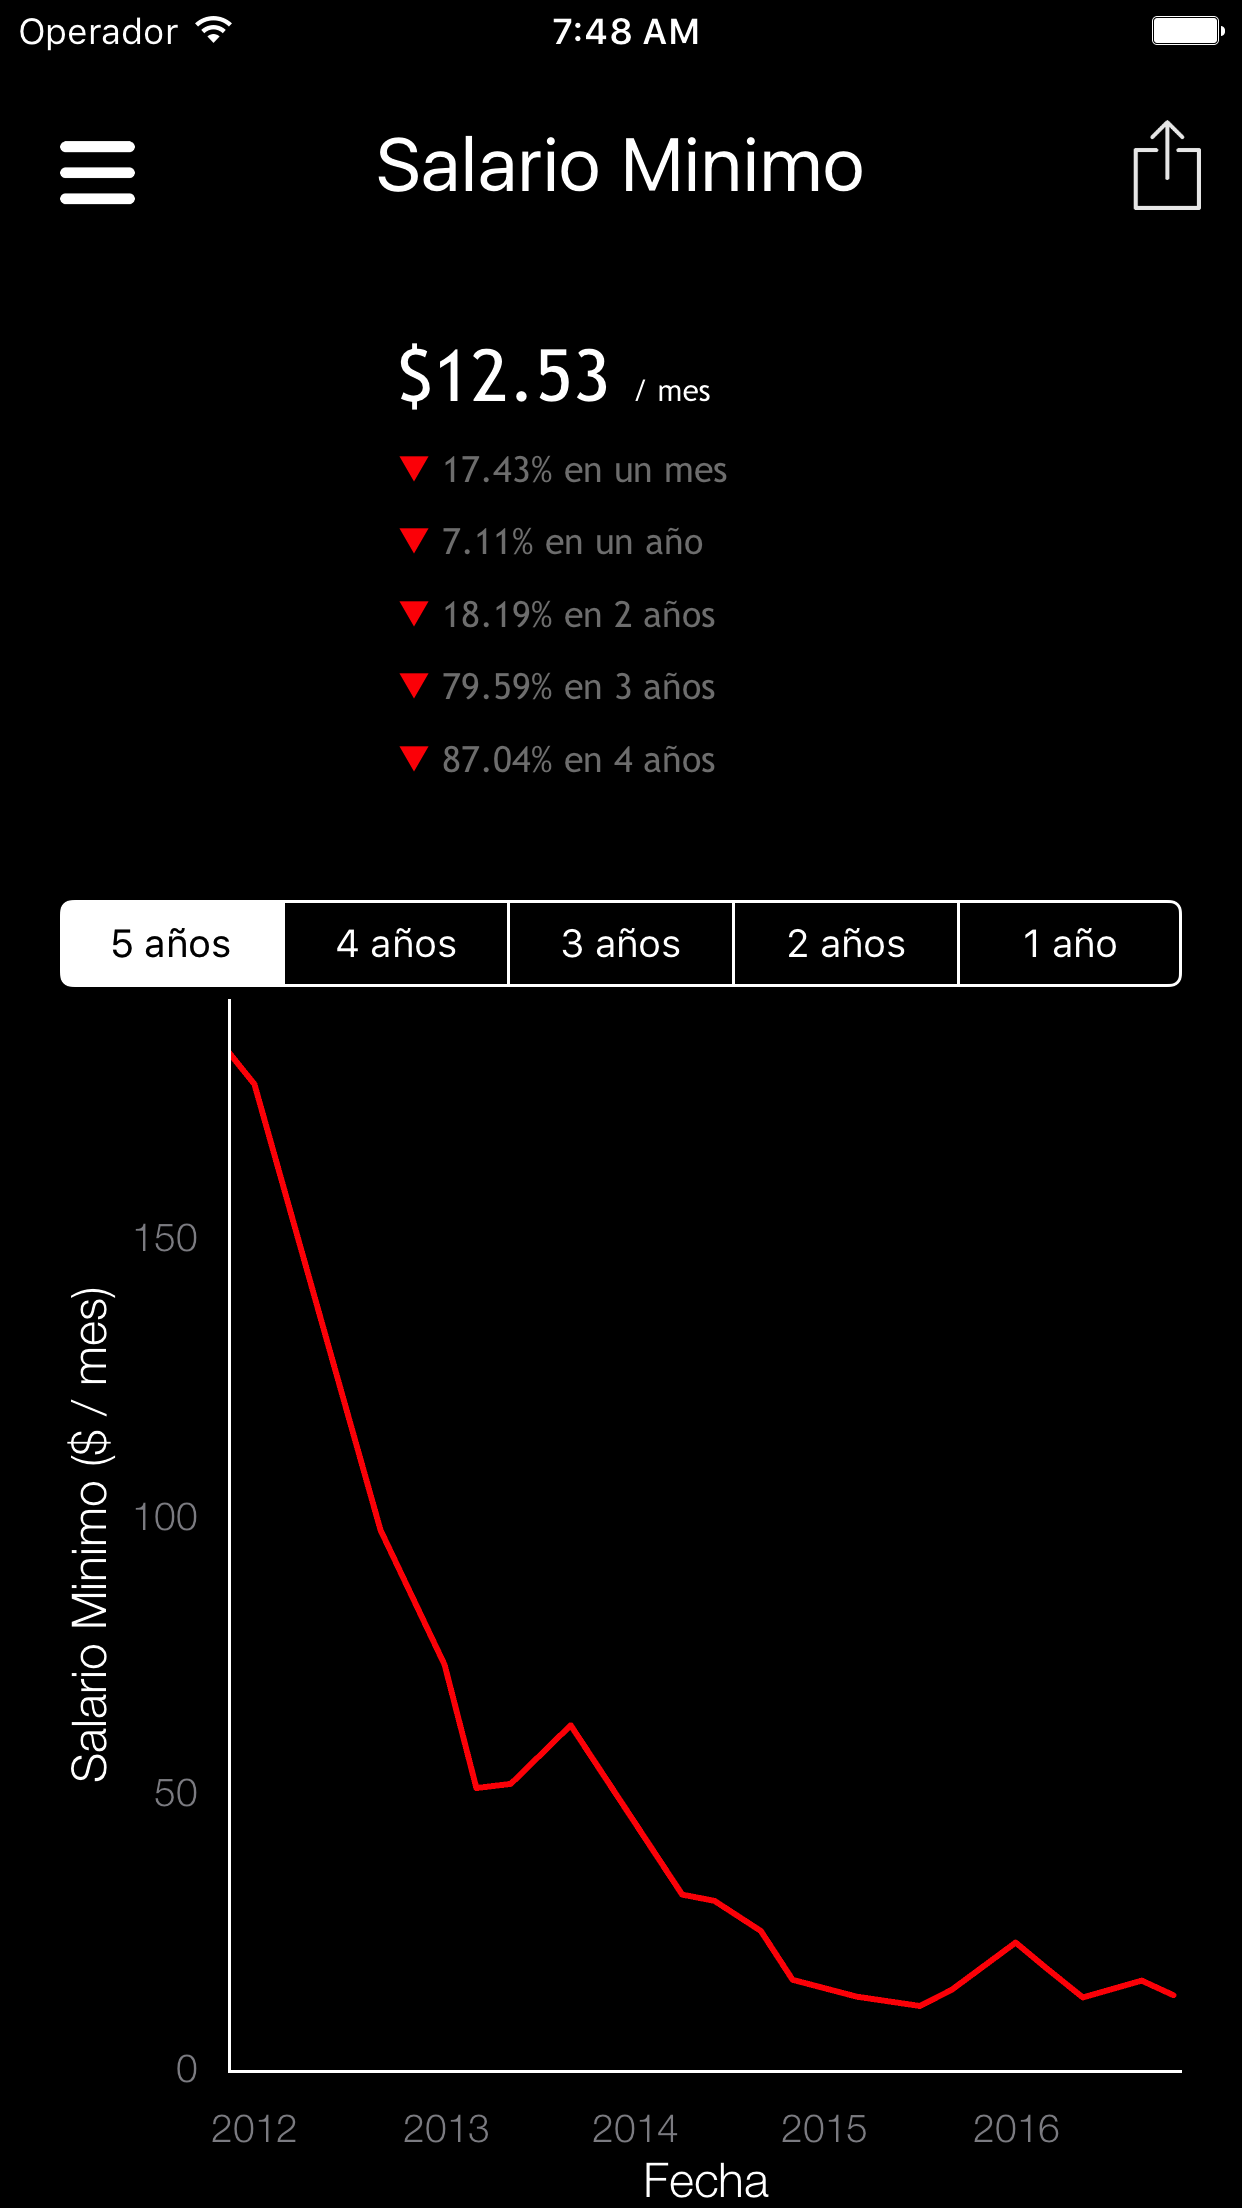 Operador 7:48 AM
Salario Minimo
$12.53 / mes
▼ 17.43% en un mes
▼ 7.11% en un año
▼ 18.19% en 2 años
▼ 79.59% en 3 años
▼ 87.04% en 4 años
5 años 4 años 3 años 2 años 1 año
Salario Minimo ($ / mes)
150
100
50
0
2012 2013 2014 2015 2016
Fecha